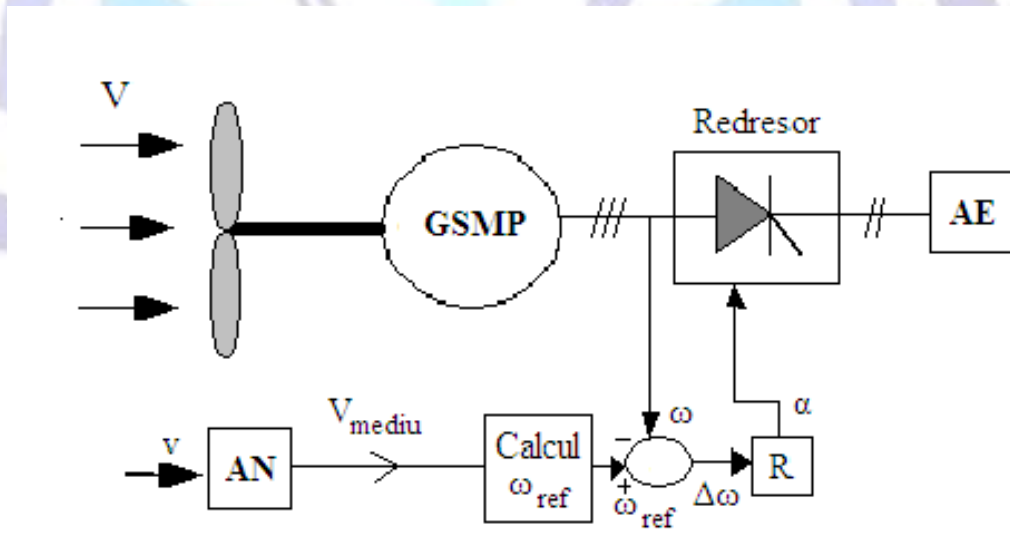 V
Redresor
GSMP
AE
V mediu
ω
α
v
AN
Calcul
ω ref
-
+
ω ref
Δω
R